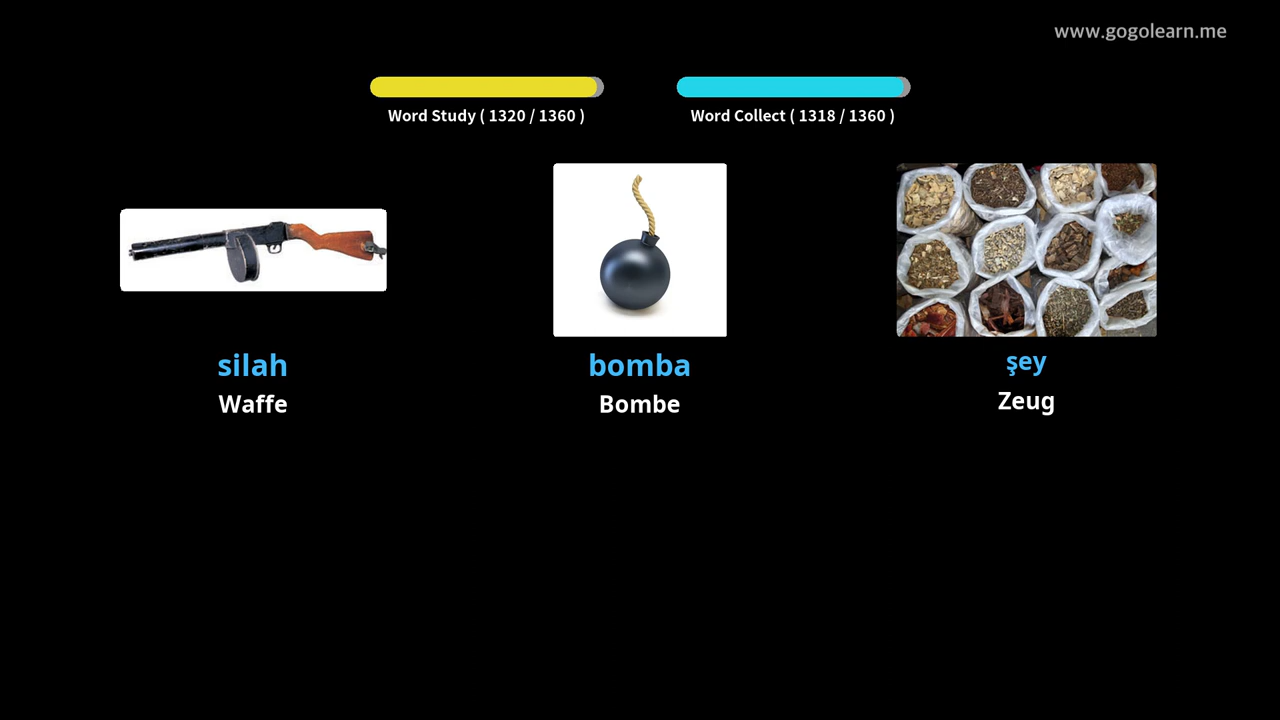 www.gogolearn.me
Word Study ( 1320 / 1360 )
Word Collect ( 1318 / 1360 )
silah
Waffe
bomba
Bombe
şey
Zeug